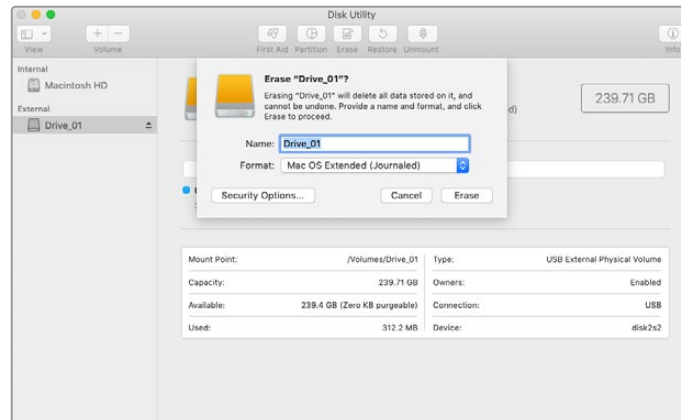 Disk Utility
View
Volume
First Aid Partition Erase Restore Unmount
Info
Internal
Macintosh HD
External
Drive_01
Erase "Drive_01"?
Erasing "Drive_01" will delete all data stored on it, and
cannot be undone. Provide a name and format, and click
Erase to proceed.
Name: Drive_01
Format: Mac OS Extended (Journaled)
Security Options... Cancel Erase
239.71 GB
Mount Point: /Volumes/Drive_01 Type: USB External Physical Volume
Capacity: 239.71 GB Owners: Enabled
Available: 239.4 GB (Zero KB purgeable) Connection: USB
Used: 312.2 MB Device: disk2s2